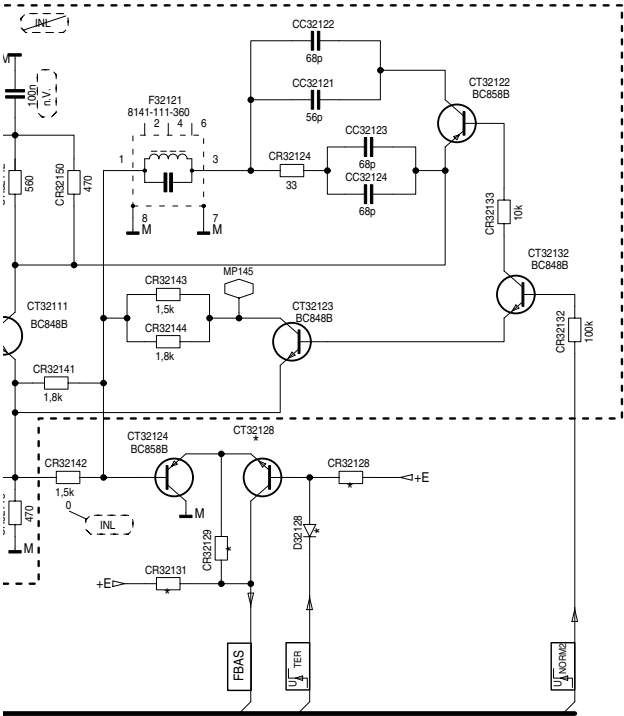 INL
CC32122
68p
M
100n
n.V.
F32121
8141-111-360
2 4 6
1
3
8
M
7
M
CC32121
56p
CT32122
BC858B
CC32123
68p
CR32124
33
CC32124
68p
560
CR32150
470
CR32133
10k
MP145
CT32132
BC848B
CR32143
1,5k
CT32123
BC848B
CT32111
BC848B
CR32144
1,8k
CR32132
100k
CR32141
1,8k
CT32124
BC858B
CT32128
*
CR32142
1,5k
0
INL
CR32128
*
+E
470
M
M
CR32129
*
D32128
*
+E
CR32131
*
FBAS
U TER
U NORM2